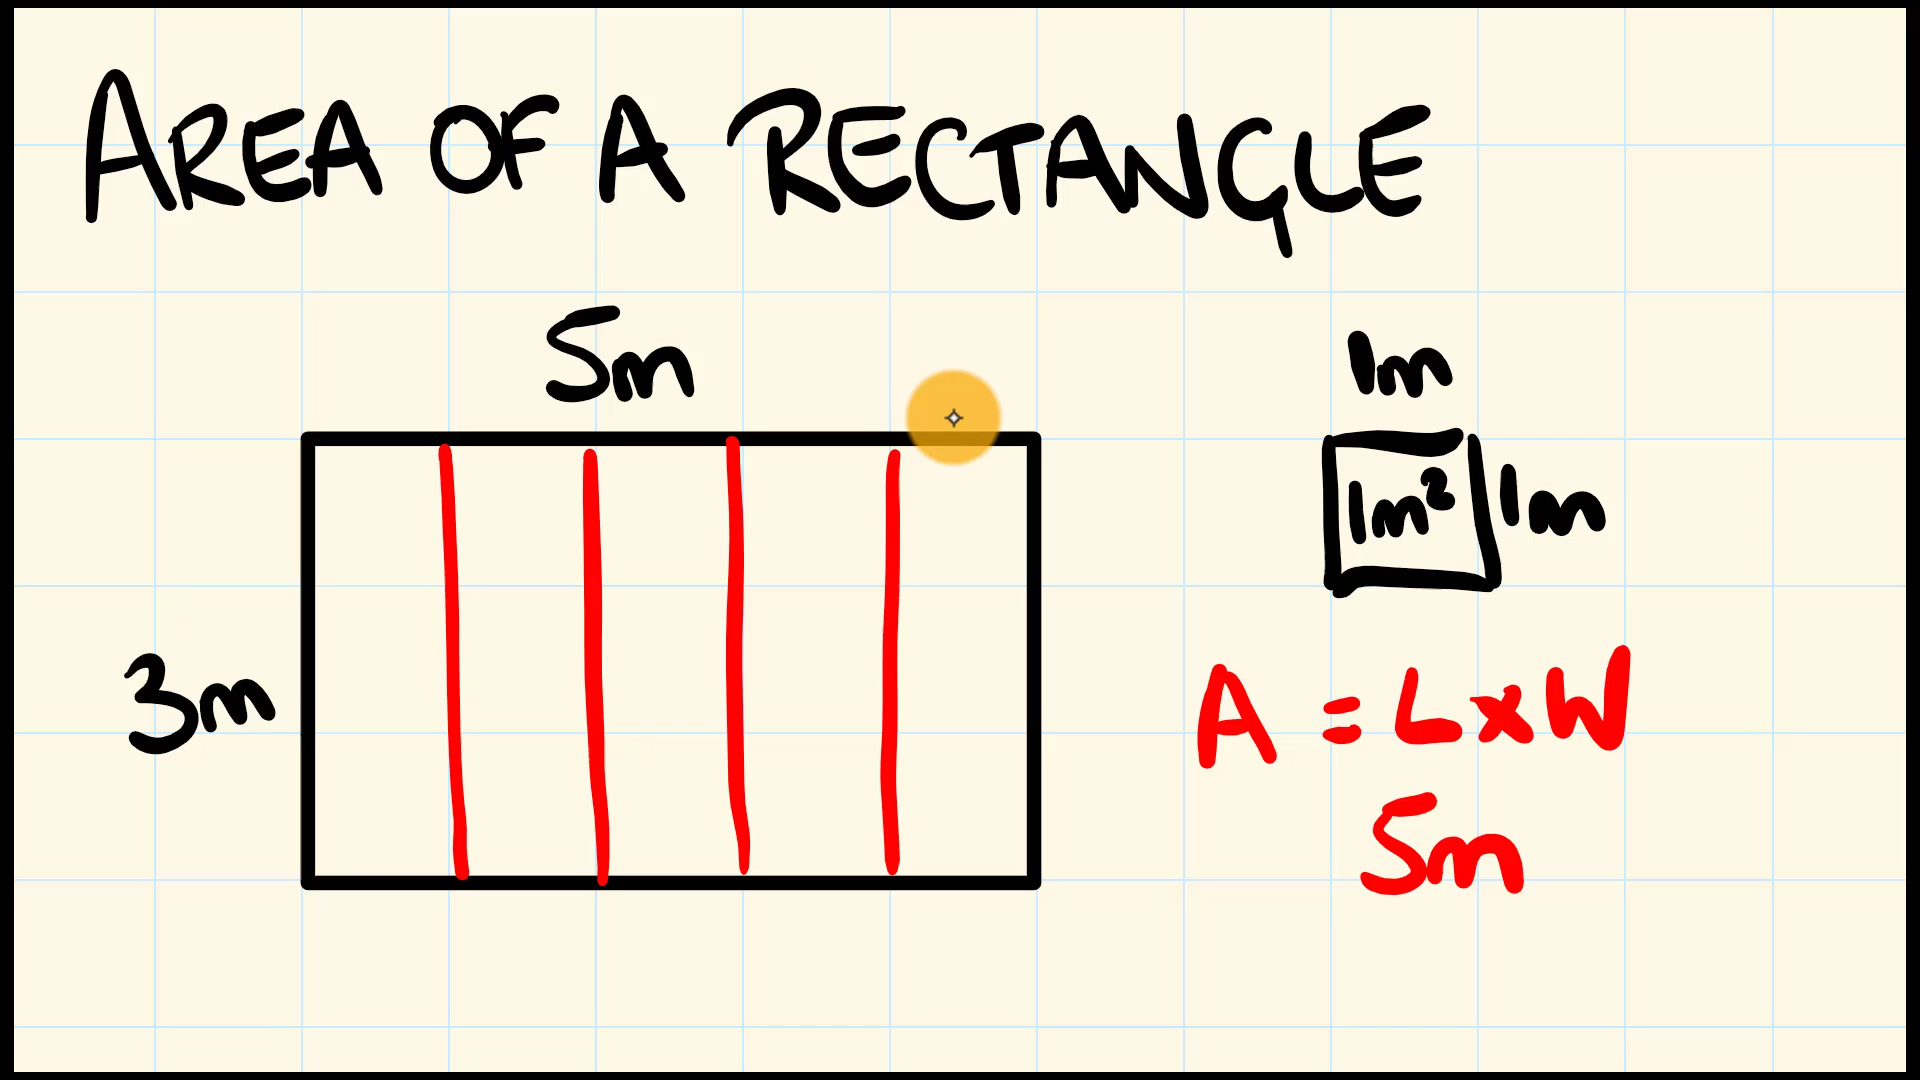 AREA OF A RECTANGLE
5m
1m
1m²
1m
3m
A = L x W
5m